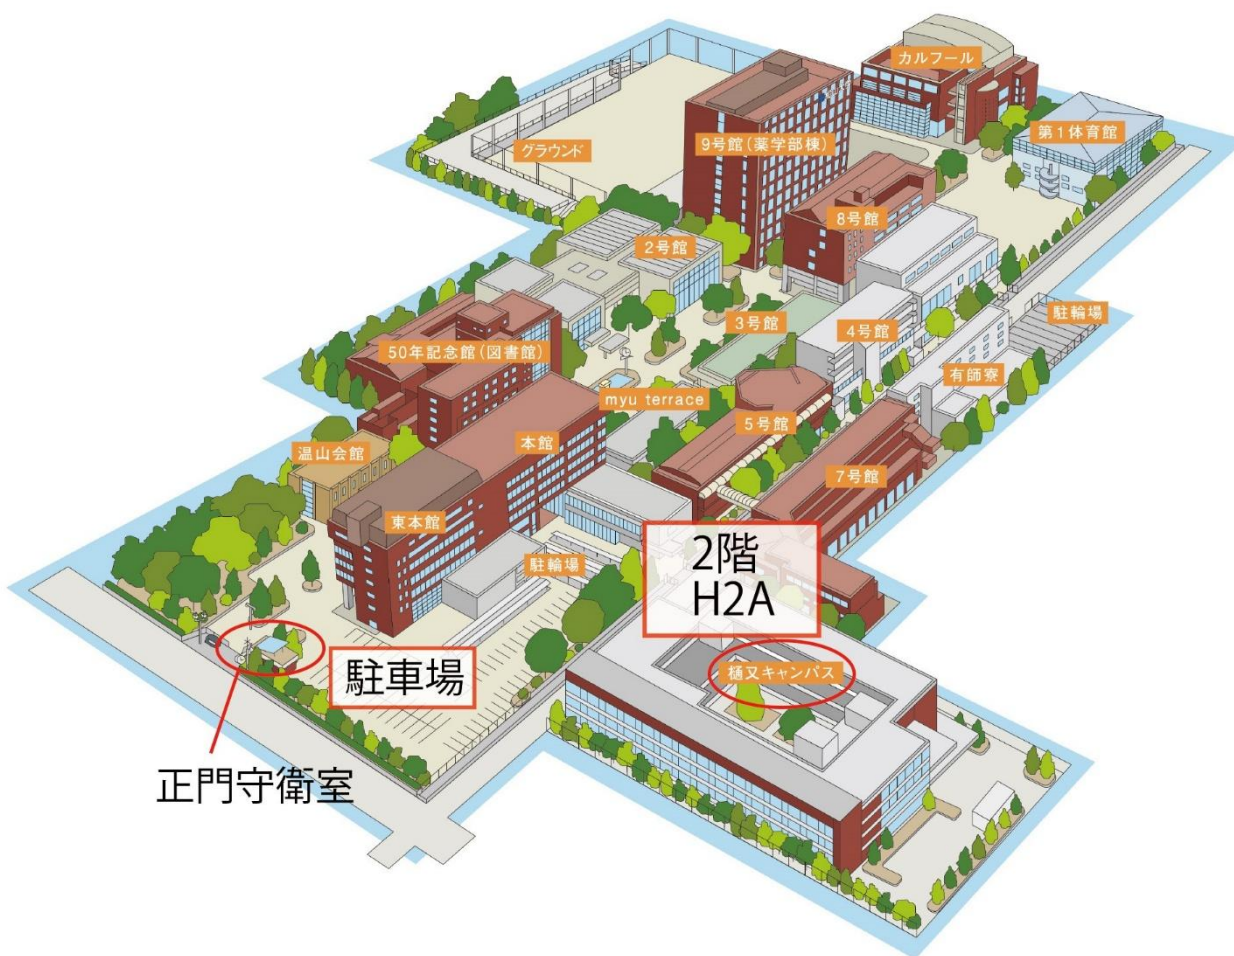 カルフール
第1体育館
グラウンド
9号館(薬学部棟)
8号館
2号館
駐輪場
3号館
4号館
50年記念館(図書館)
有師寮
myu terrace
5号館
本館
温山会館
7号館
東本館
駐輪場
2階
H2A
樋又キャンパス
駐車場
正門守衛室